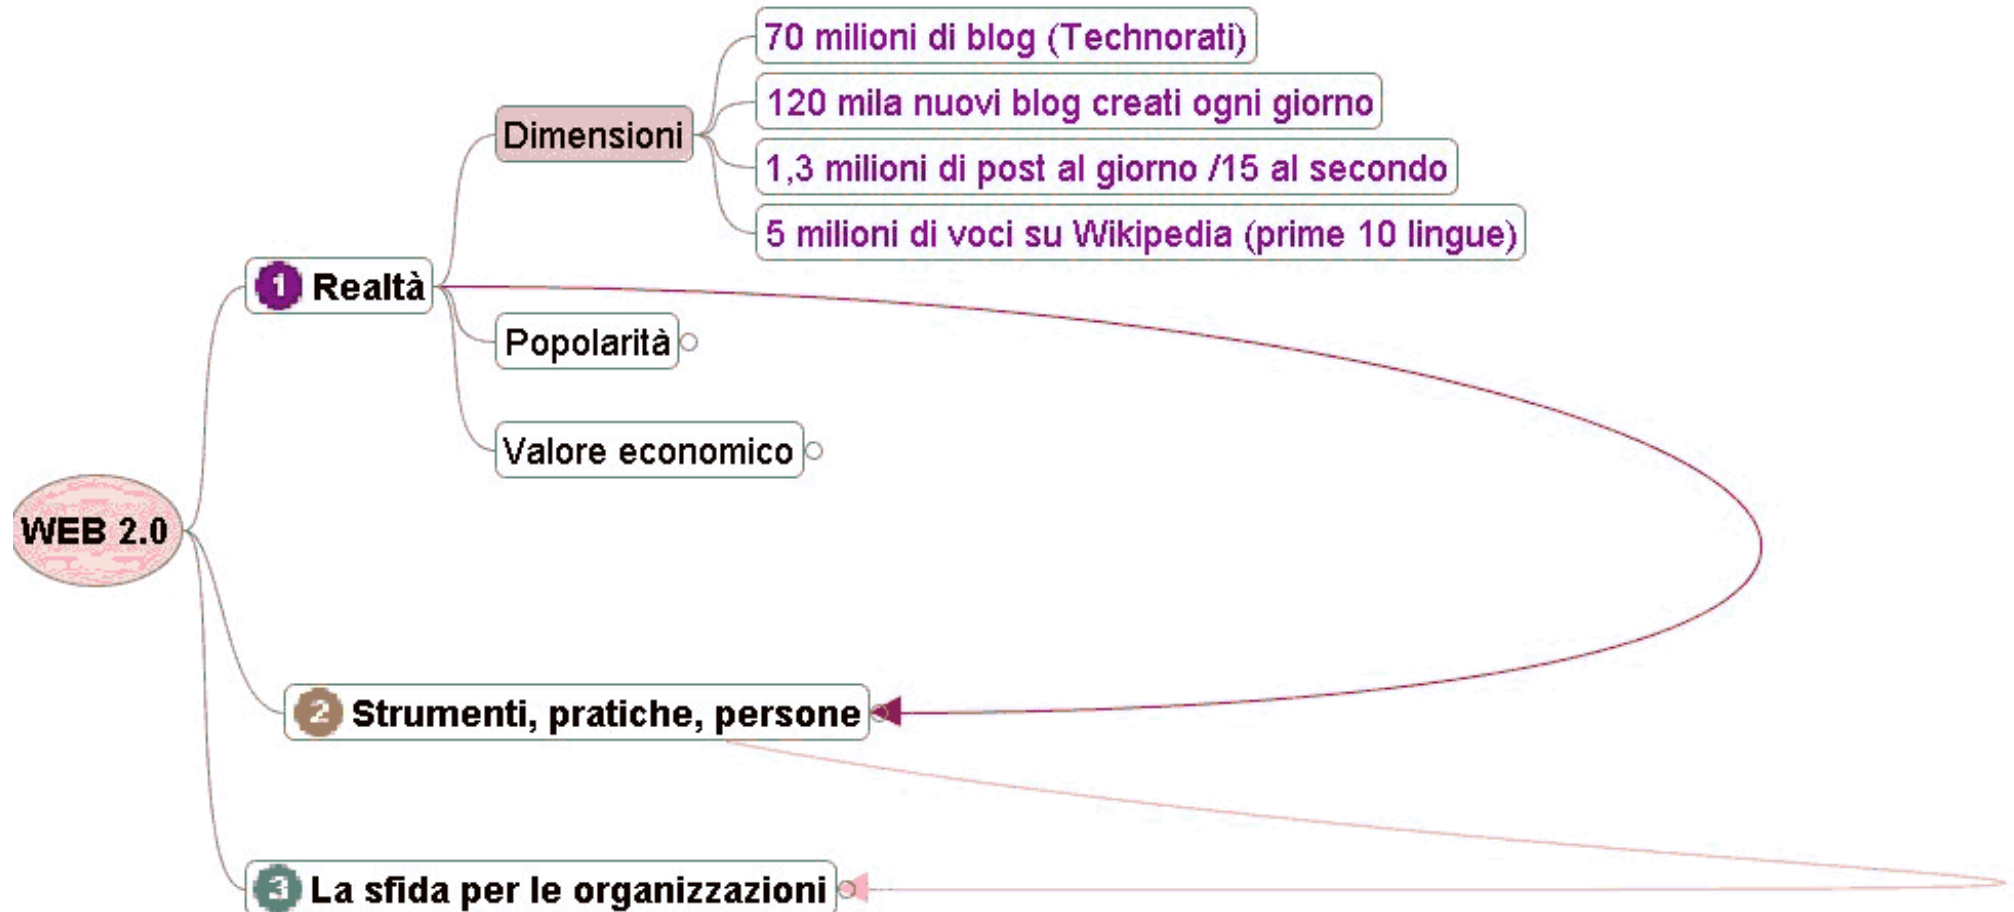 70 milioni di blog (Technorati)
120 mila nuovi blog creati ogni giorno
Dimensioni
1,3 milioni di post al giorno /15 al secondo
5 milioni di voci su Wikipedia (prime 10 lingue)
1 Realtà
Popolarità
Valore economico
WEB 2.0
2 Strumenti, pratiche, persone
3 La sfida per le organizzazioni